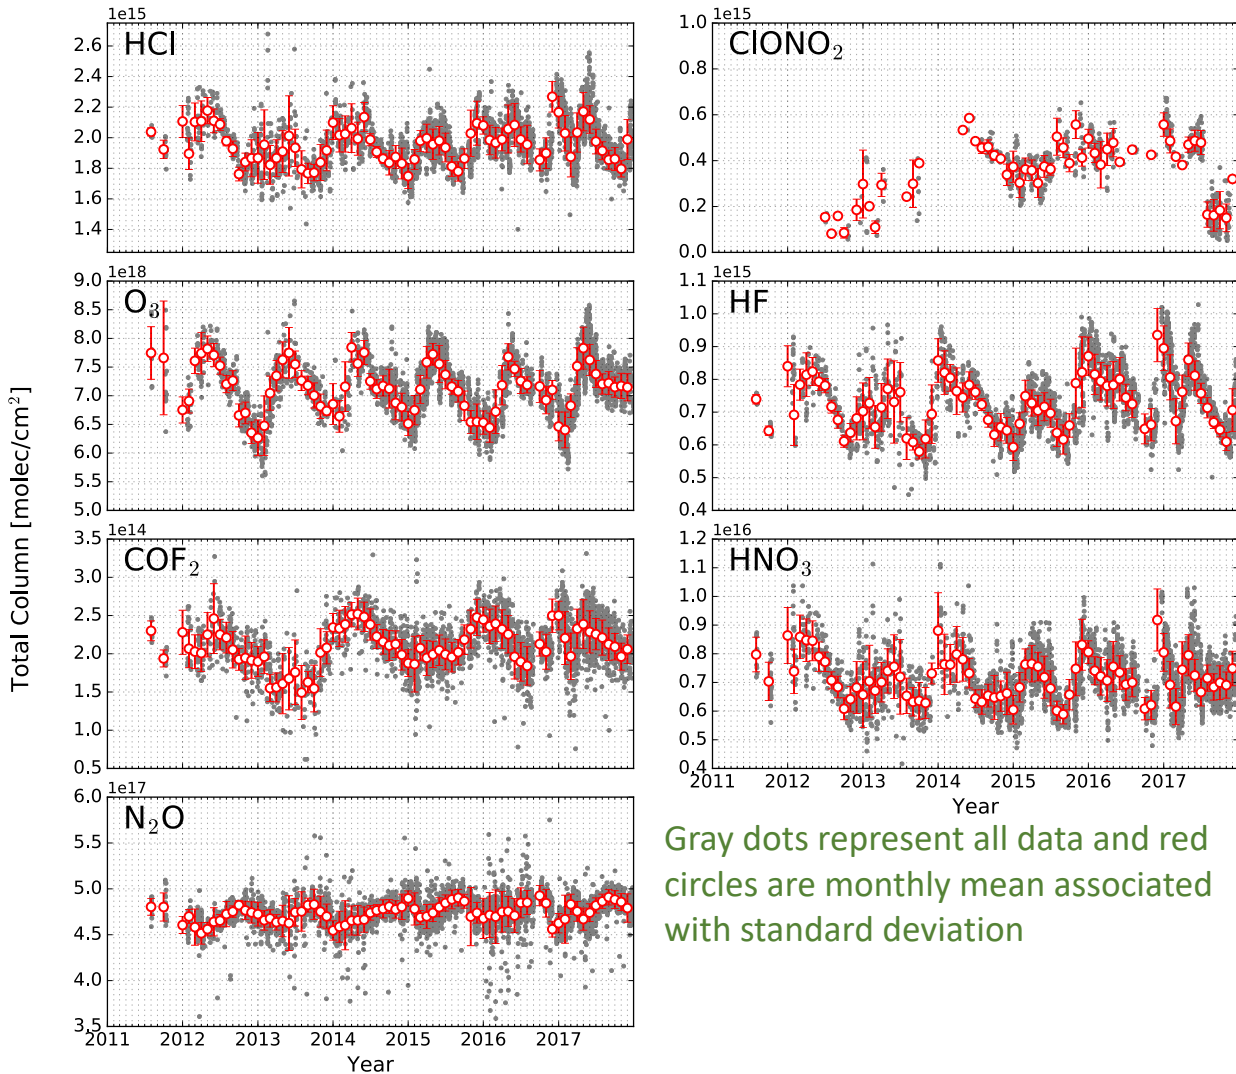 Total Column [molec/cm²]
1e15
HCl
2.6
2.4
2.2
2.0
1.8
1.6
1.4
1e15
ClONO₂
1.0
0.8
0.6
0.4
0.2
0.0
1e18
O₃
9.0
8.5
8.0
7.5
7.0
6.5
6.0
5.5
5.0
1e15
HF
1.1
1.0
0.9
0.8
0.7
0.6
0.5
0.4
1e14
COF₂
3.5
3.0
2.5
2.0
1.5
1.0
0.5
1e16
HNO₃
1.2
1.1
1.0
0.9
0.8
0.7
0.6
0.5
0.4
2011 2012 2013 2014 2015 2016 2017
Year
1e17
N₂O
6.0
5.5
5.0
4.5
4.0
3.5
2011 2012 2013 2014 2015 2016 2017
Year
Gray dots represent all data and red
circles are monthly mean associated
with standard deviation